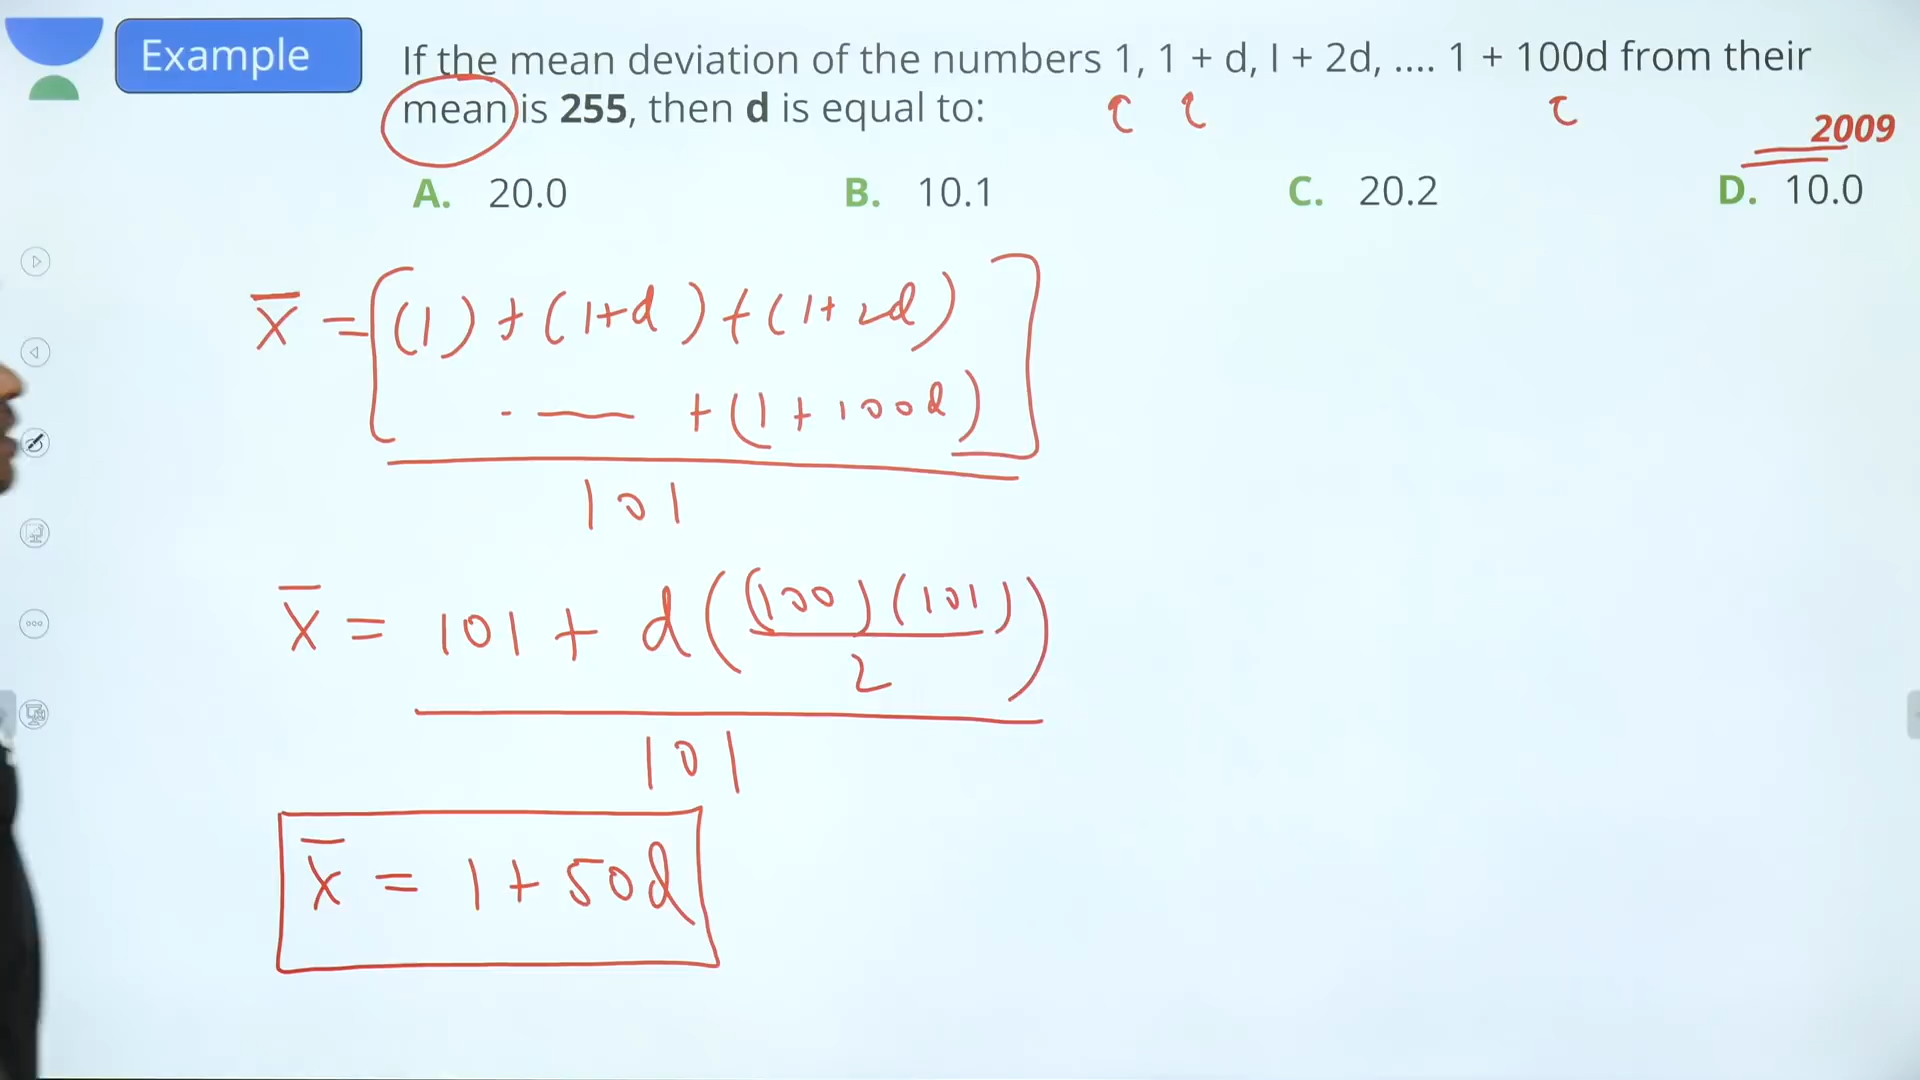 Example
If the mean deviation of the numbers 1, 1 + d, l + 2d, .... 1 + 100d from their
mean is 255, then d is equal to:
2009
A. 20.0 B. 10.1 C. 20.2 D. 10.0
x̄ = [(1) + (1+d) + (1+2d)
. — + (1+100d)]
101
x̄ = 101 + d((100)(101)
2)
101
x̄ = 1 + 50d